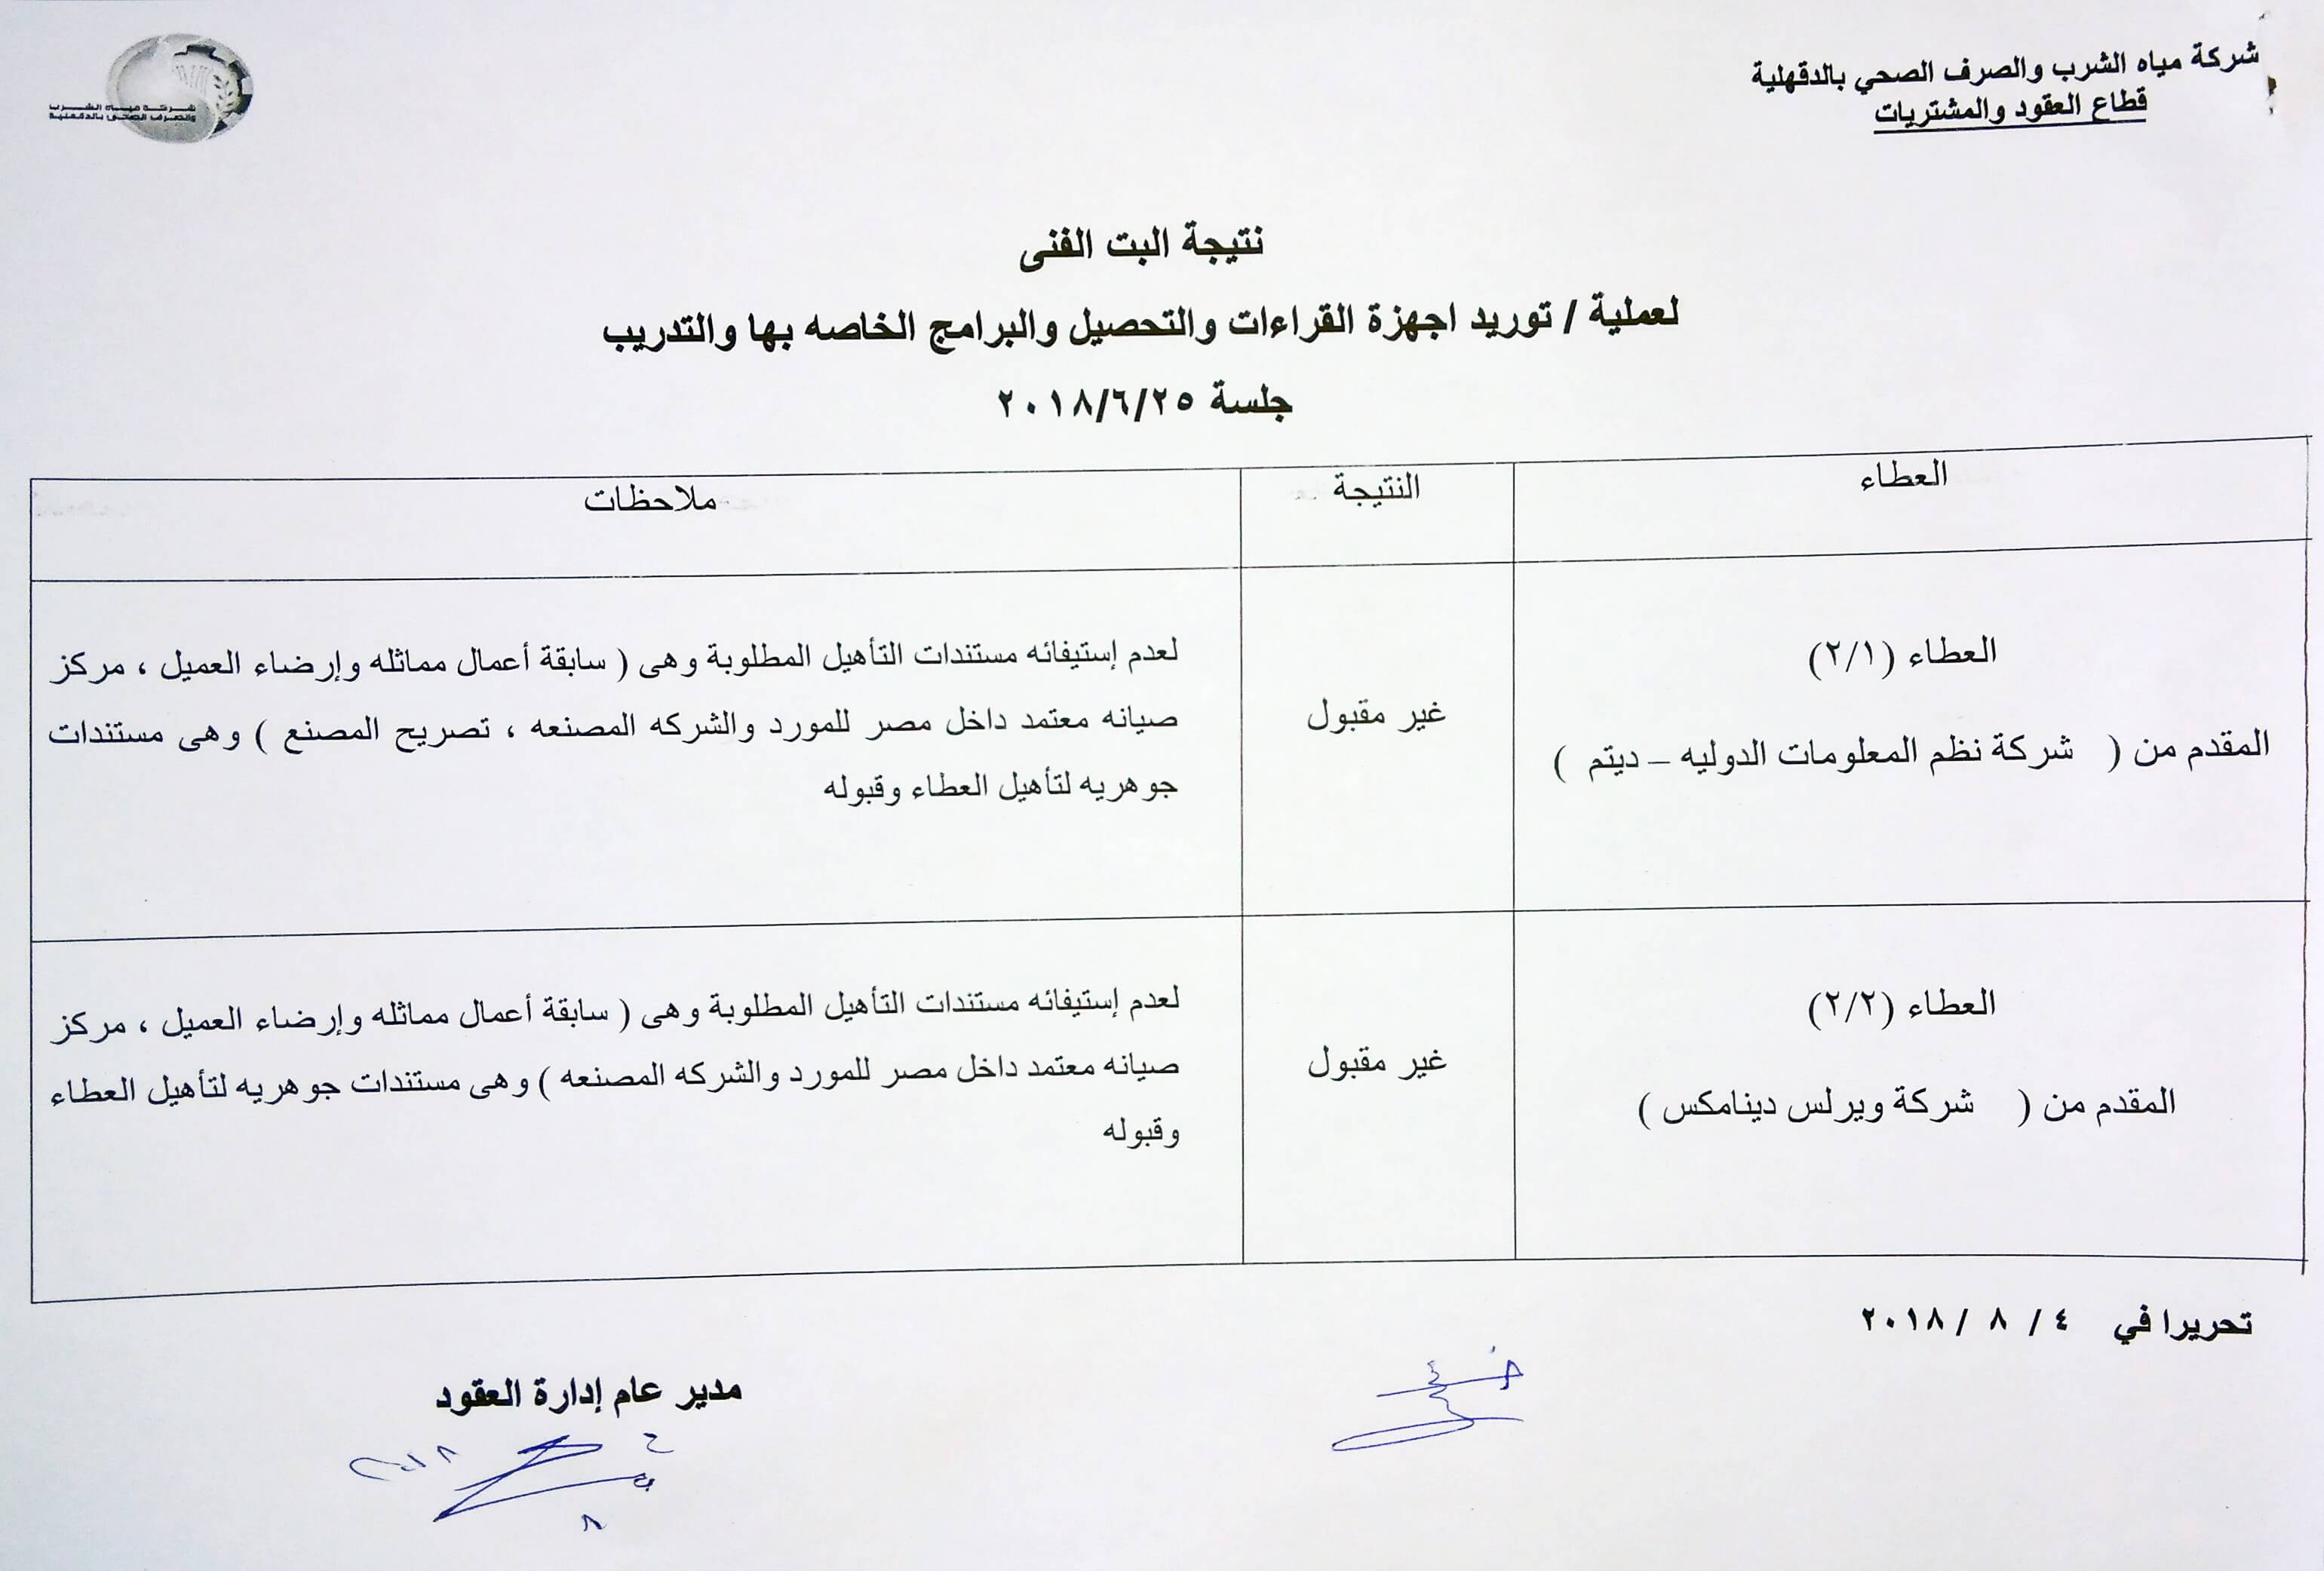 شركة مياه الشرب والصرف الصحي بالدقهلية
قطاع العقود والمشتريات
شركة مياه الشرب
والصرف الصحى بالدقهلية
نتيجة البت الفنى
لعملية / توريد اجهزة القراءات والتحصيل والبرامج الخاصه بها والتدريب
جلسة ٢٠١٨/٦/٢٥
العطاء
النتيجة
ملاحظات
العطاء (٢/١)
المقدم من ( شركة نظم المعلومات الدوليه – ديتم )
غير مقبول
لعدم إستيفائه مستندات التأهيل المطلوبة وهى ( سابقة أعمال مماثله وإرضاء العميل ، مركز
صيانه معتمد داخل مصر للمورد والشركه المصنعه ، تصريح المصنع ) وهى مستندات
جوهريه لتأهيل العطاء وقبوله
العطاء (٢/٢)
المقدم من ( شركة ويرلس دينامكس )
غير مقبول
لعدم إستيفائه مستندات التأهيل المطلوبة وهى ( سابقة أعمال مماثله وإرضاء العميل ، مركز
صيانه معتمد داخل مصر للمورد والشركه المصنعه ) وهى مستندات جوهريه لتأهيل العطاء
وقبوله
تحريرا في ٤ / ٨ / ٢٠١٨
مدير عام إدارة العقود
٢٠١٨
٨